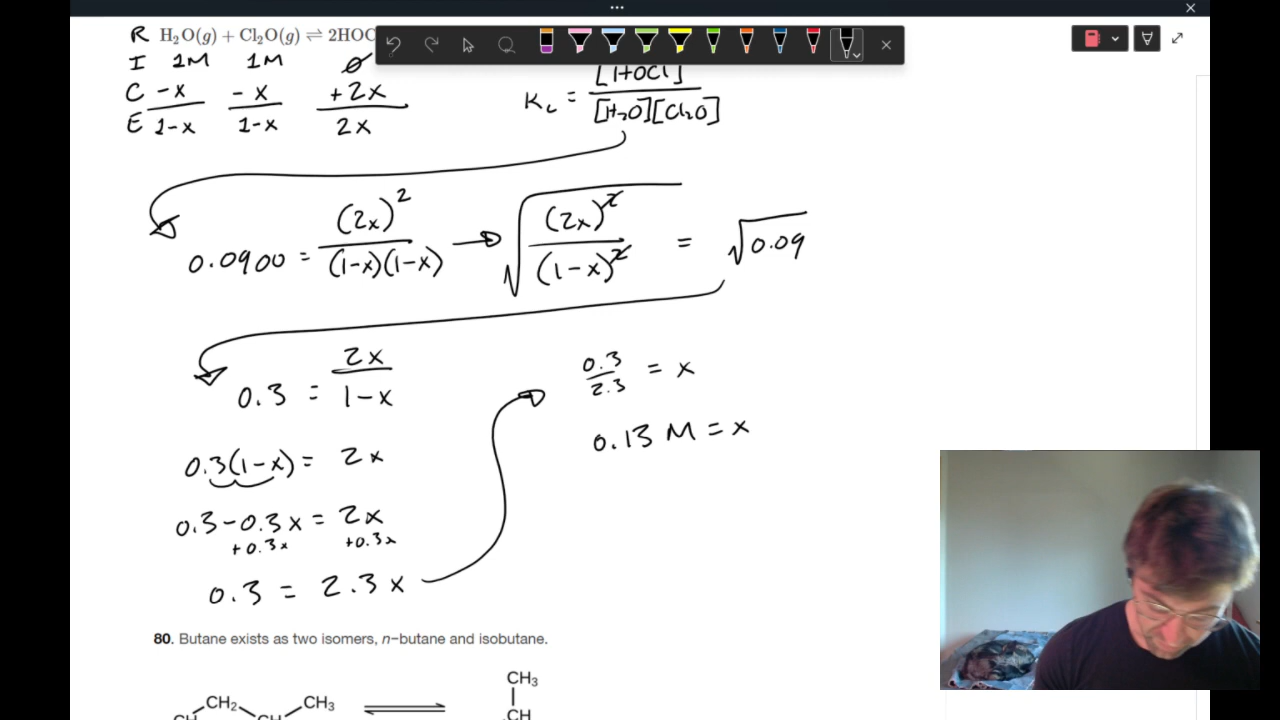 R H₂O(g) + Cl₂O(g) ⇌ 2HOC
I 1M 1M 0
C -x -x +2x
E 1-x 1-x 2x
Kc = [HOCl] / [H₂O][Cl₂O]
0.0900 = (2x)² / (1-x)(1-x) → √((2x)² / (1-x)²) = √0.09
0.3 = 2x / 1-x
0.3(1-x) = 2x
0.3-0.3x = 2x
+0.3x +0.3x
0.3 = 2.3x
0.3 / 2.3 = x
0.13 M = x
80. Butane exists as two isomers, n-butane and isobutane.
CH₃
CH₂ CH₃
CH